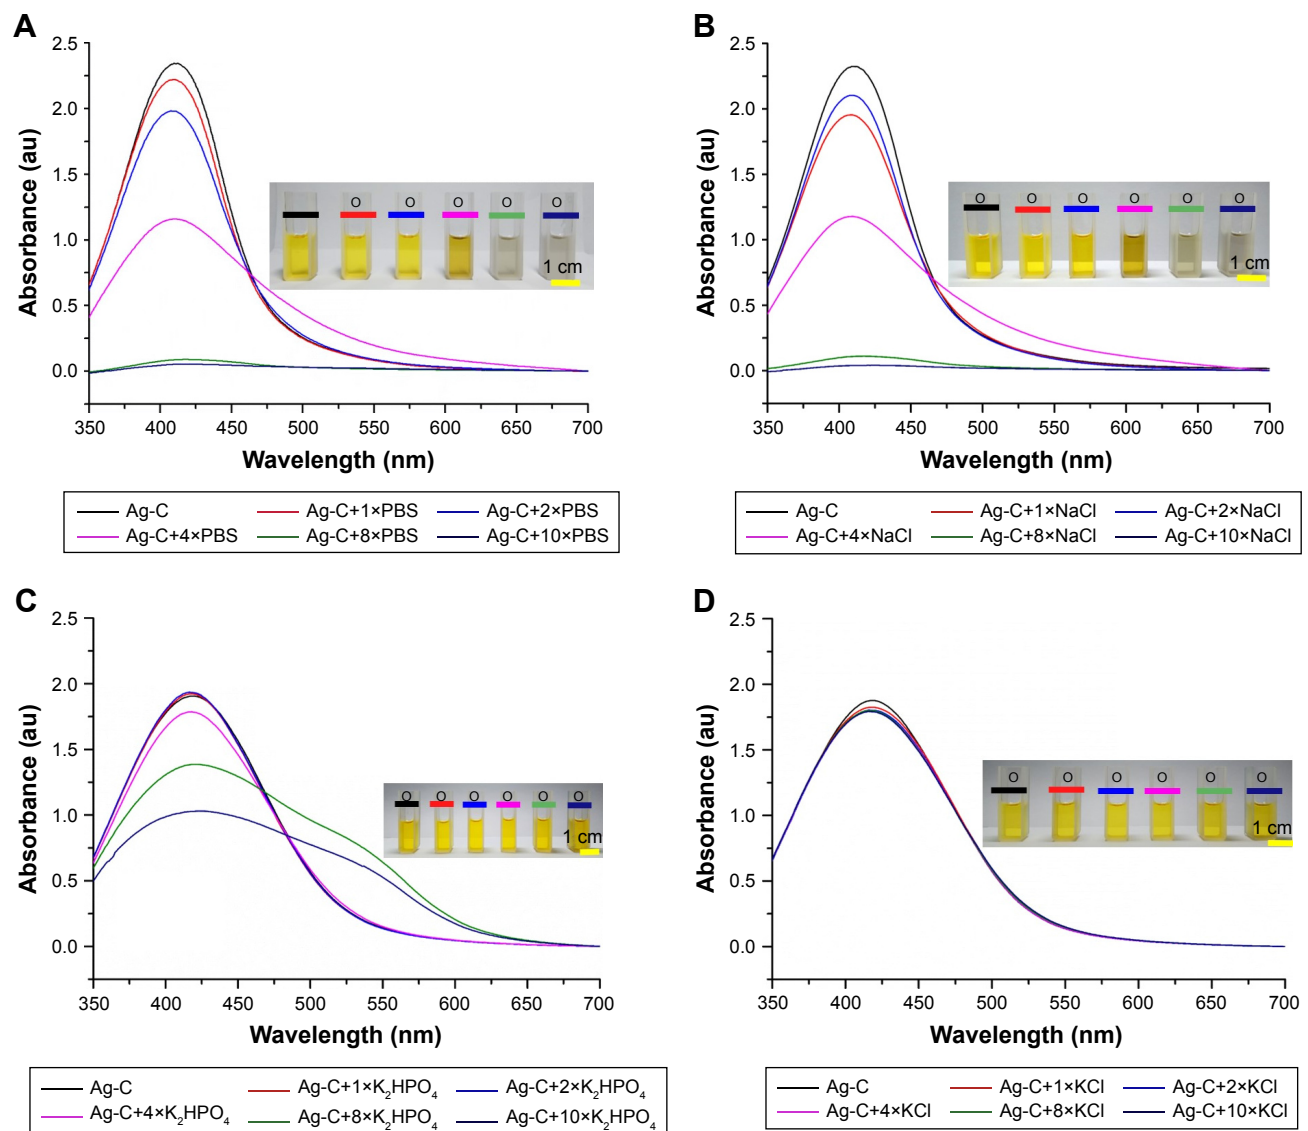 A
2.5
2.0
1.5
1.0
0.5
0.0
Absorbance (au)
O O O O O
1 cm
350 400 450 500 550 600 650 700
Wavelength (nm)
Ag-C Ag-C+1×PBS Ag-C+2×PBS
Ag-C+4×PBS Ag-C+8×PBS Ag-C+10×PBS
B
2.5
2.0
1.5
1.0
0.5
0.0
Absorbance (au)
O O O O O O
1 cm
350 400 450 500 550 600 650 700
Wavelength (nm)
Ag-C Ag-C+1×NaCl Ag-C+2×NaCl
Ag-C+4×NaCl Ag-C+8×NaCl Ag-C+10×NaCl
C
2.5
2.0
1.5
1.0
0.5
0.0
Absorbance (au)
O O O O O O
1 cm
350 400 450 500 550 600 650 700
Wavelength (nm)
Ag-C Ag-C+1×K₂HPO₄ Ag-C+2×K₂HPO₄
Ag-C+4×K₂HPO₄ Ag-C+8×K₂HPO₄ Ag-C+10×K₂HPO₄
D
2.5
2.0
1.5
1.0
0.5
0.0
Absorbance (au)
O O O O O O
1 cm
350 400 450 500 550 600 650 700
Wavelength (nm)
Ag-C Ag-C+1×KCl Ag-C+2×KCl
Ag-C+4×KCl Ag-C+8×KCl Ag-C+10×KCl